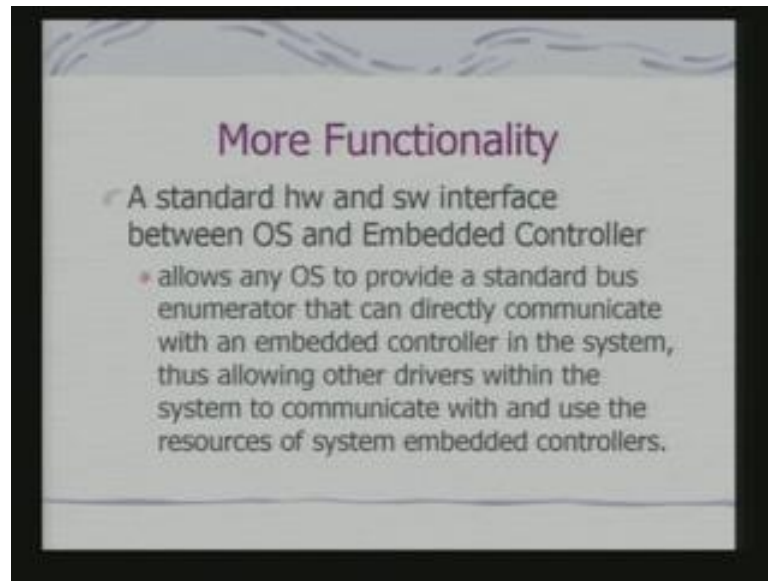 More Functionality
A standard hw and sw interface
between OS and Embedded Controller
allows any OS to provide a standard bus
enumerator that can directly communicate
with an embedded controller in the system,
thus allowing other drivers within the
system to communicate with and use the
resources of system embedded controllers.